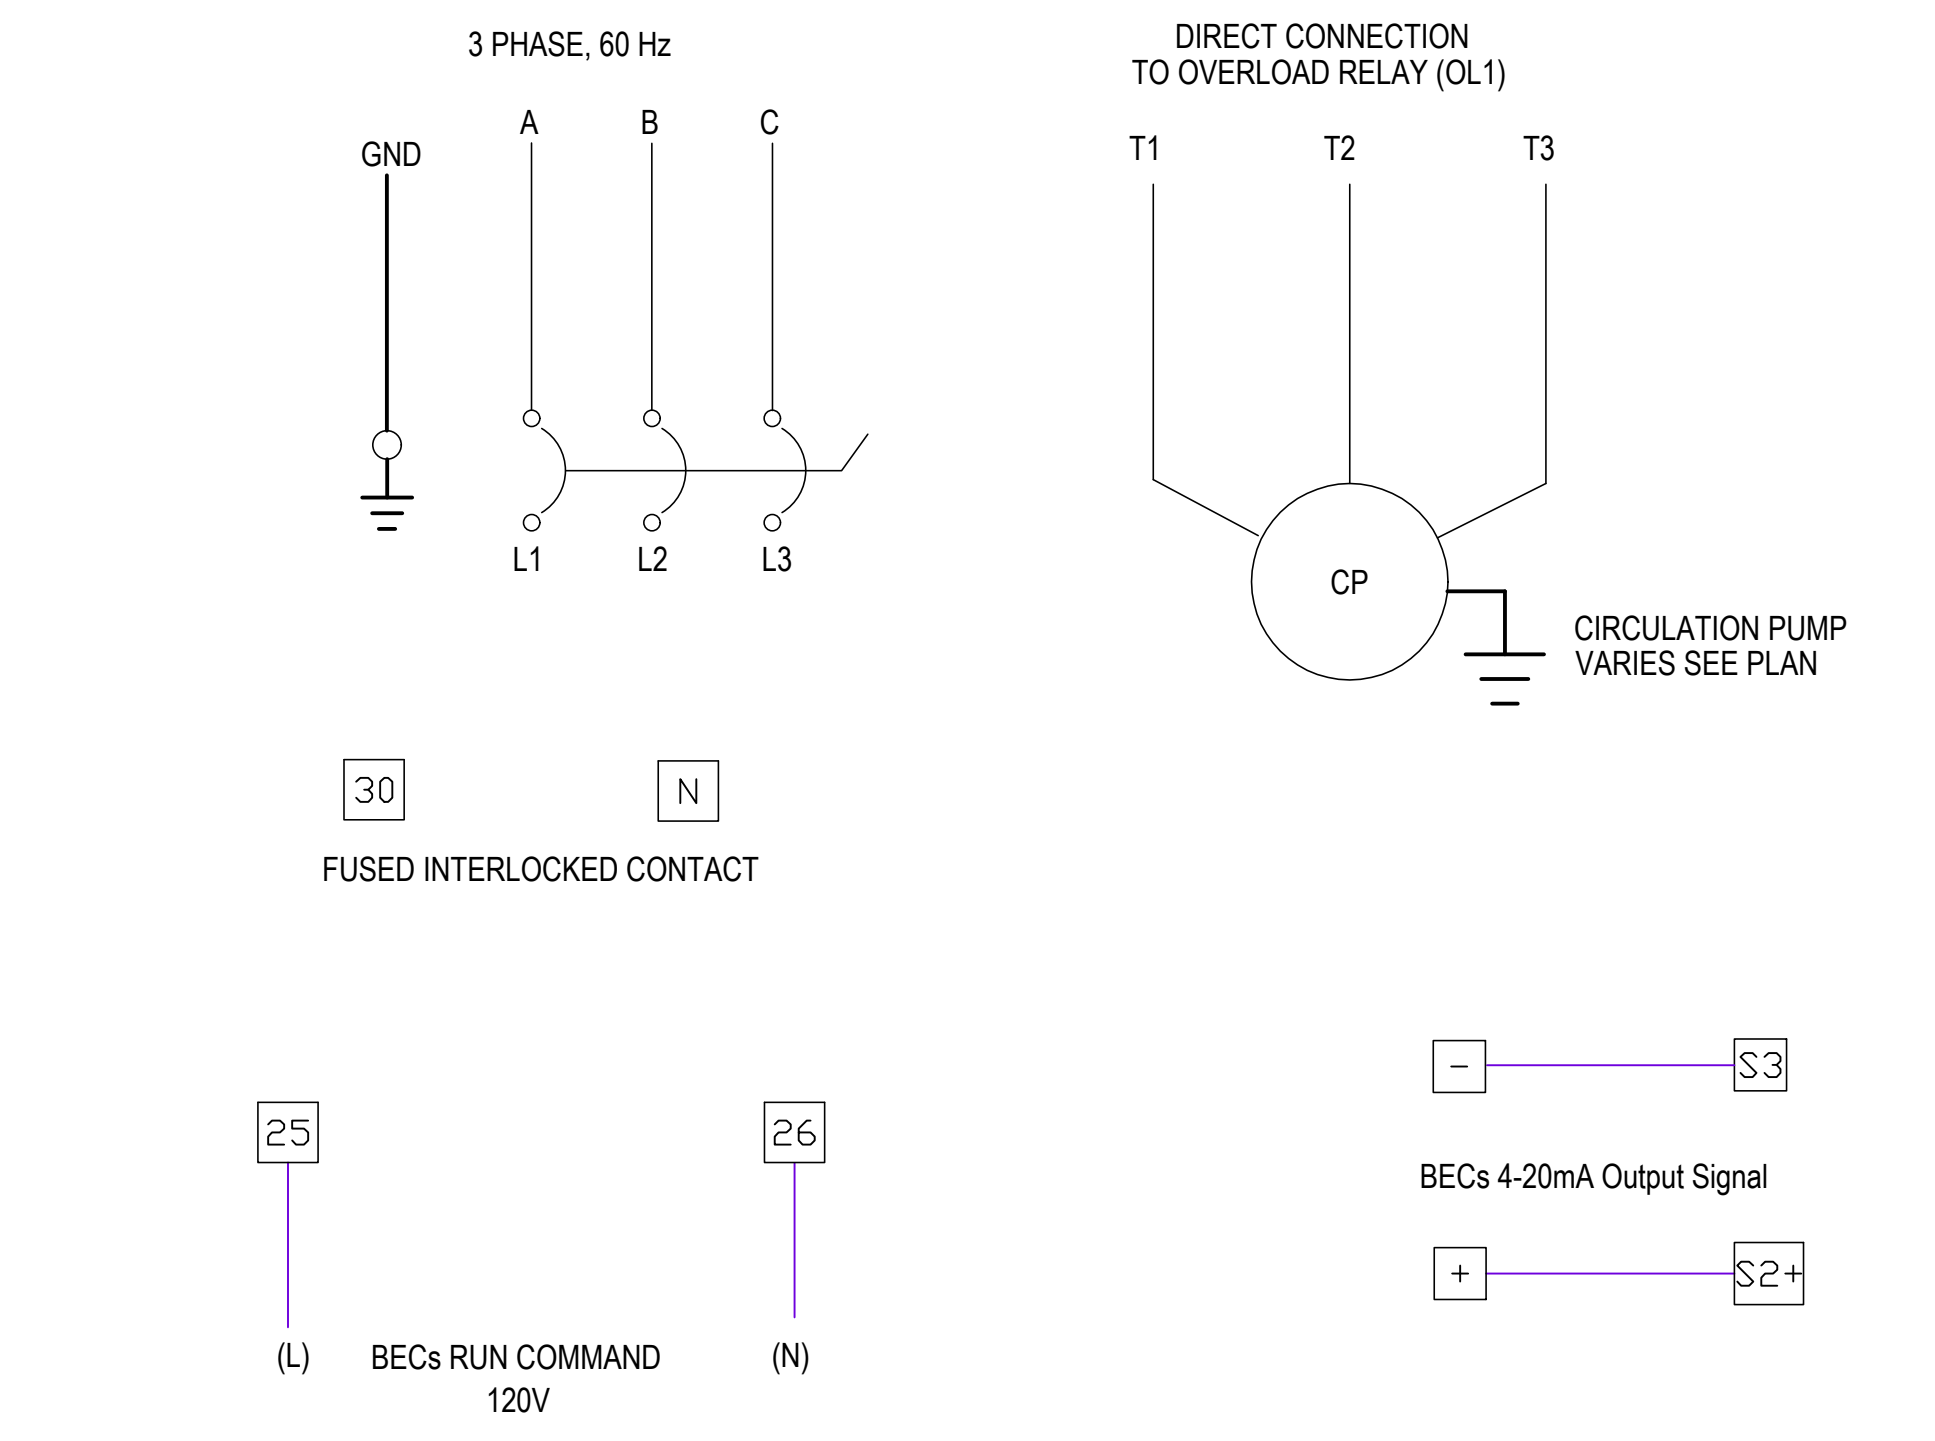 3 PHASE, 60 Hz
GND
A
B
C
L1
L2
L3
DIRECT CONNECTION
TO OVERLOAD RELAY (OL1)
T1
T2
T3
CP
CIRCULATION PUMP
VARIES SEE PLAN
30
N
FUSED INTERLOCKED CONTACT
25
26
(L)
BECs RUN COMMAND
120V
(N)
-
S3
BECs 4-20mA Output Signal
+
S2+